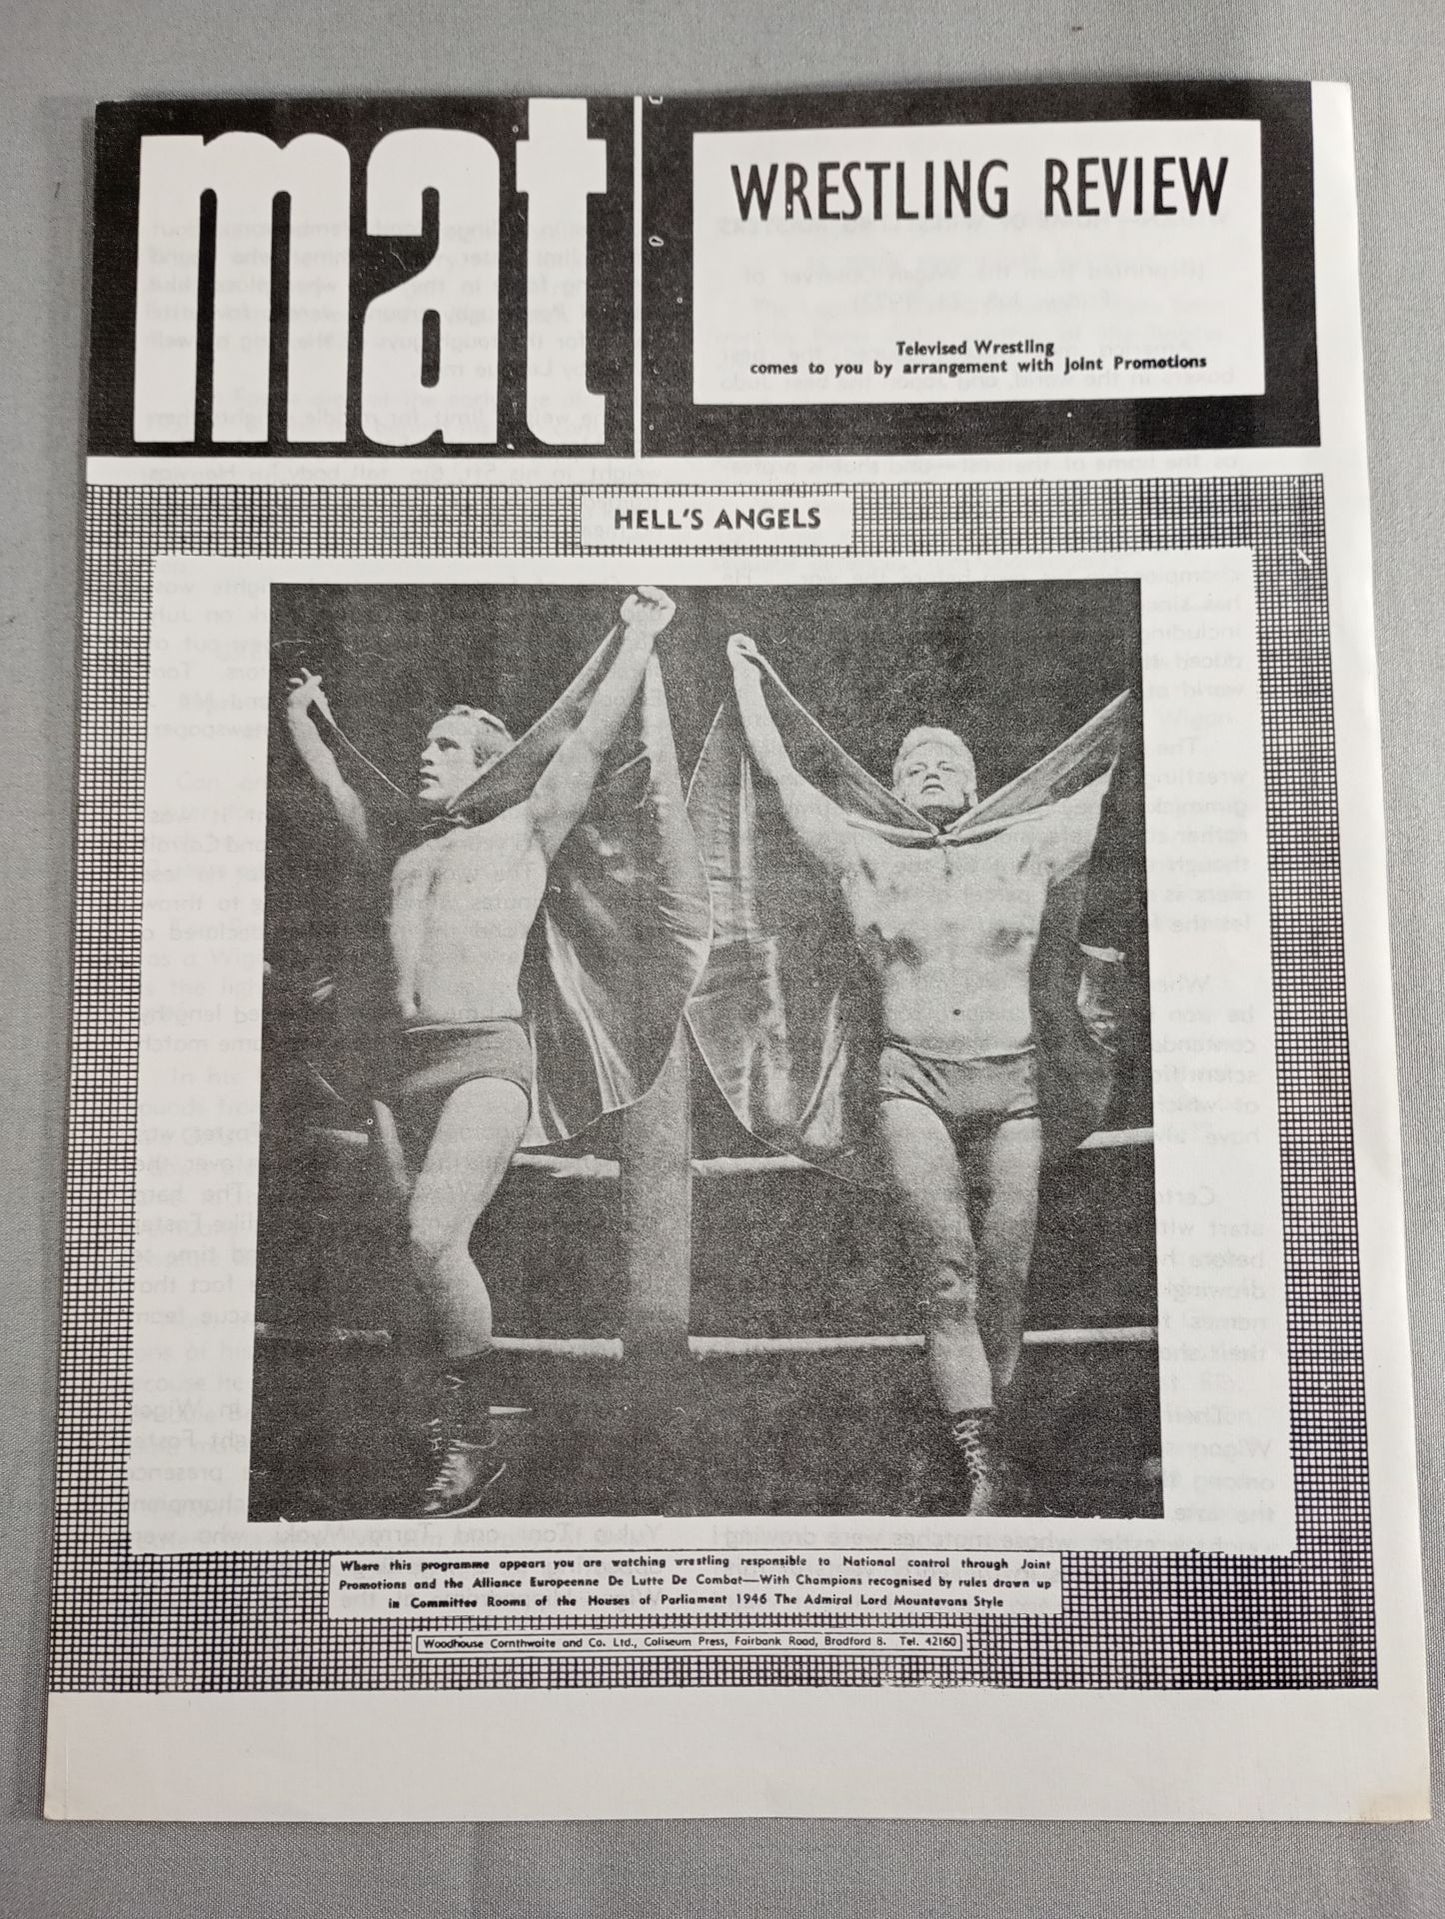 mat
WRESTLING REVIEW
Televised Wrestling
comes to you by arrangement with Joint Promotions
HELL'S ANGELS
Where this programme appears you are watching wrestling responsible to National control through Joint
Promotions and the Alliance Europeenne De Lutte De Combat—With Champions recognised by rules drawn up
in Committee Rooms of the Houses of Parliament 1946 The Admiral Lord Mountevans Style
Woodhouse Cornthwaite and Co. Ltd., Coliseum Press, Fairbank Road, Bradford 8. Tel. 42160